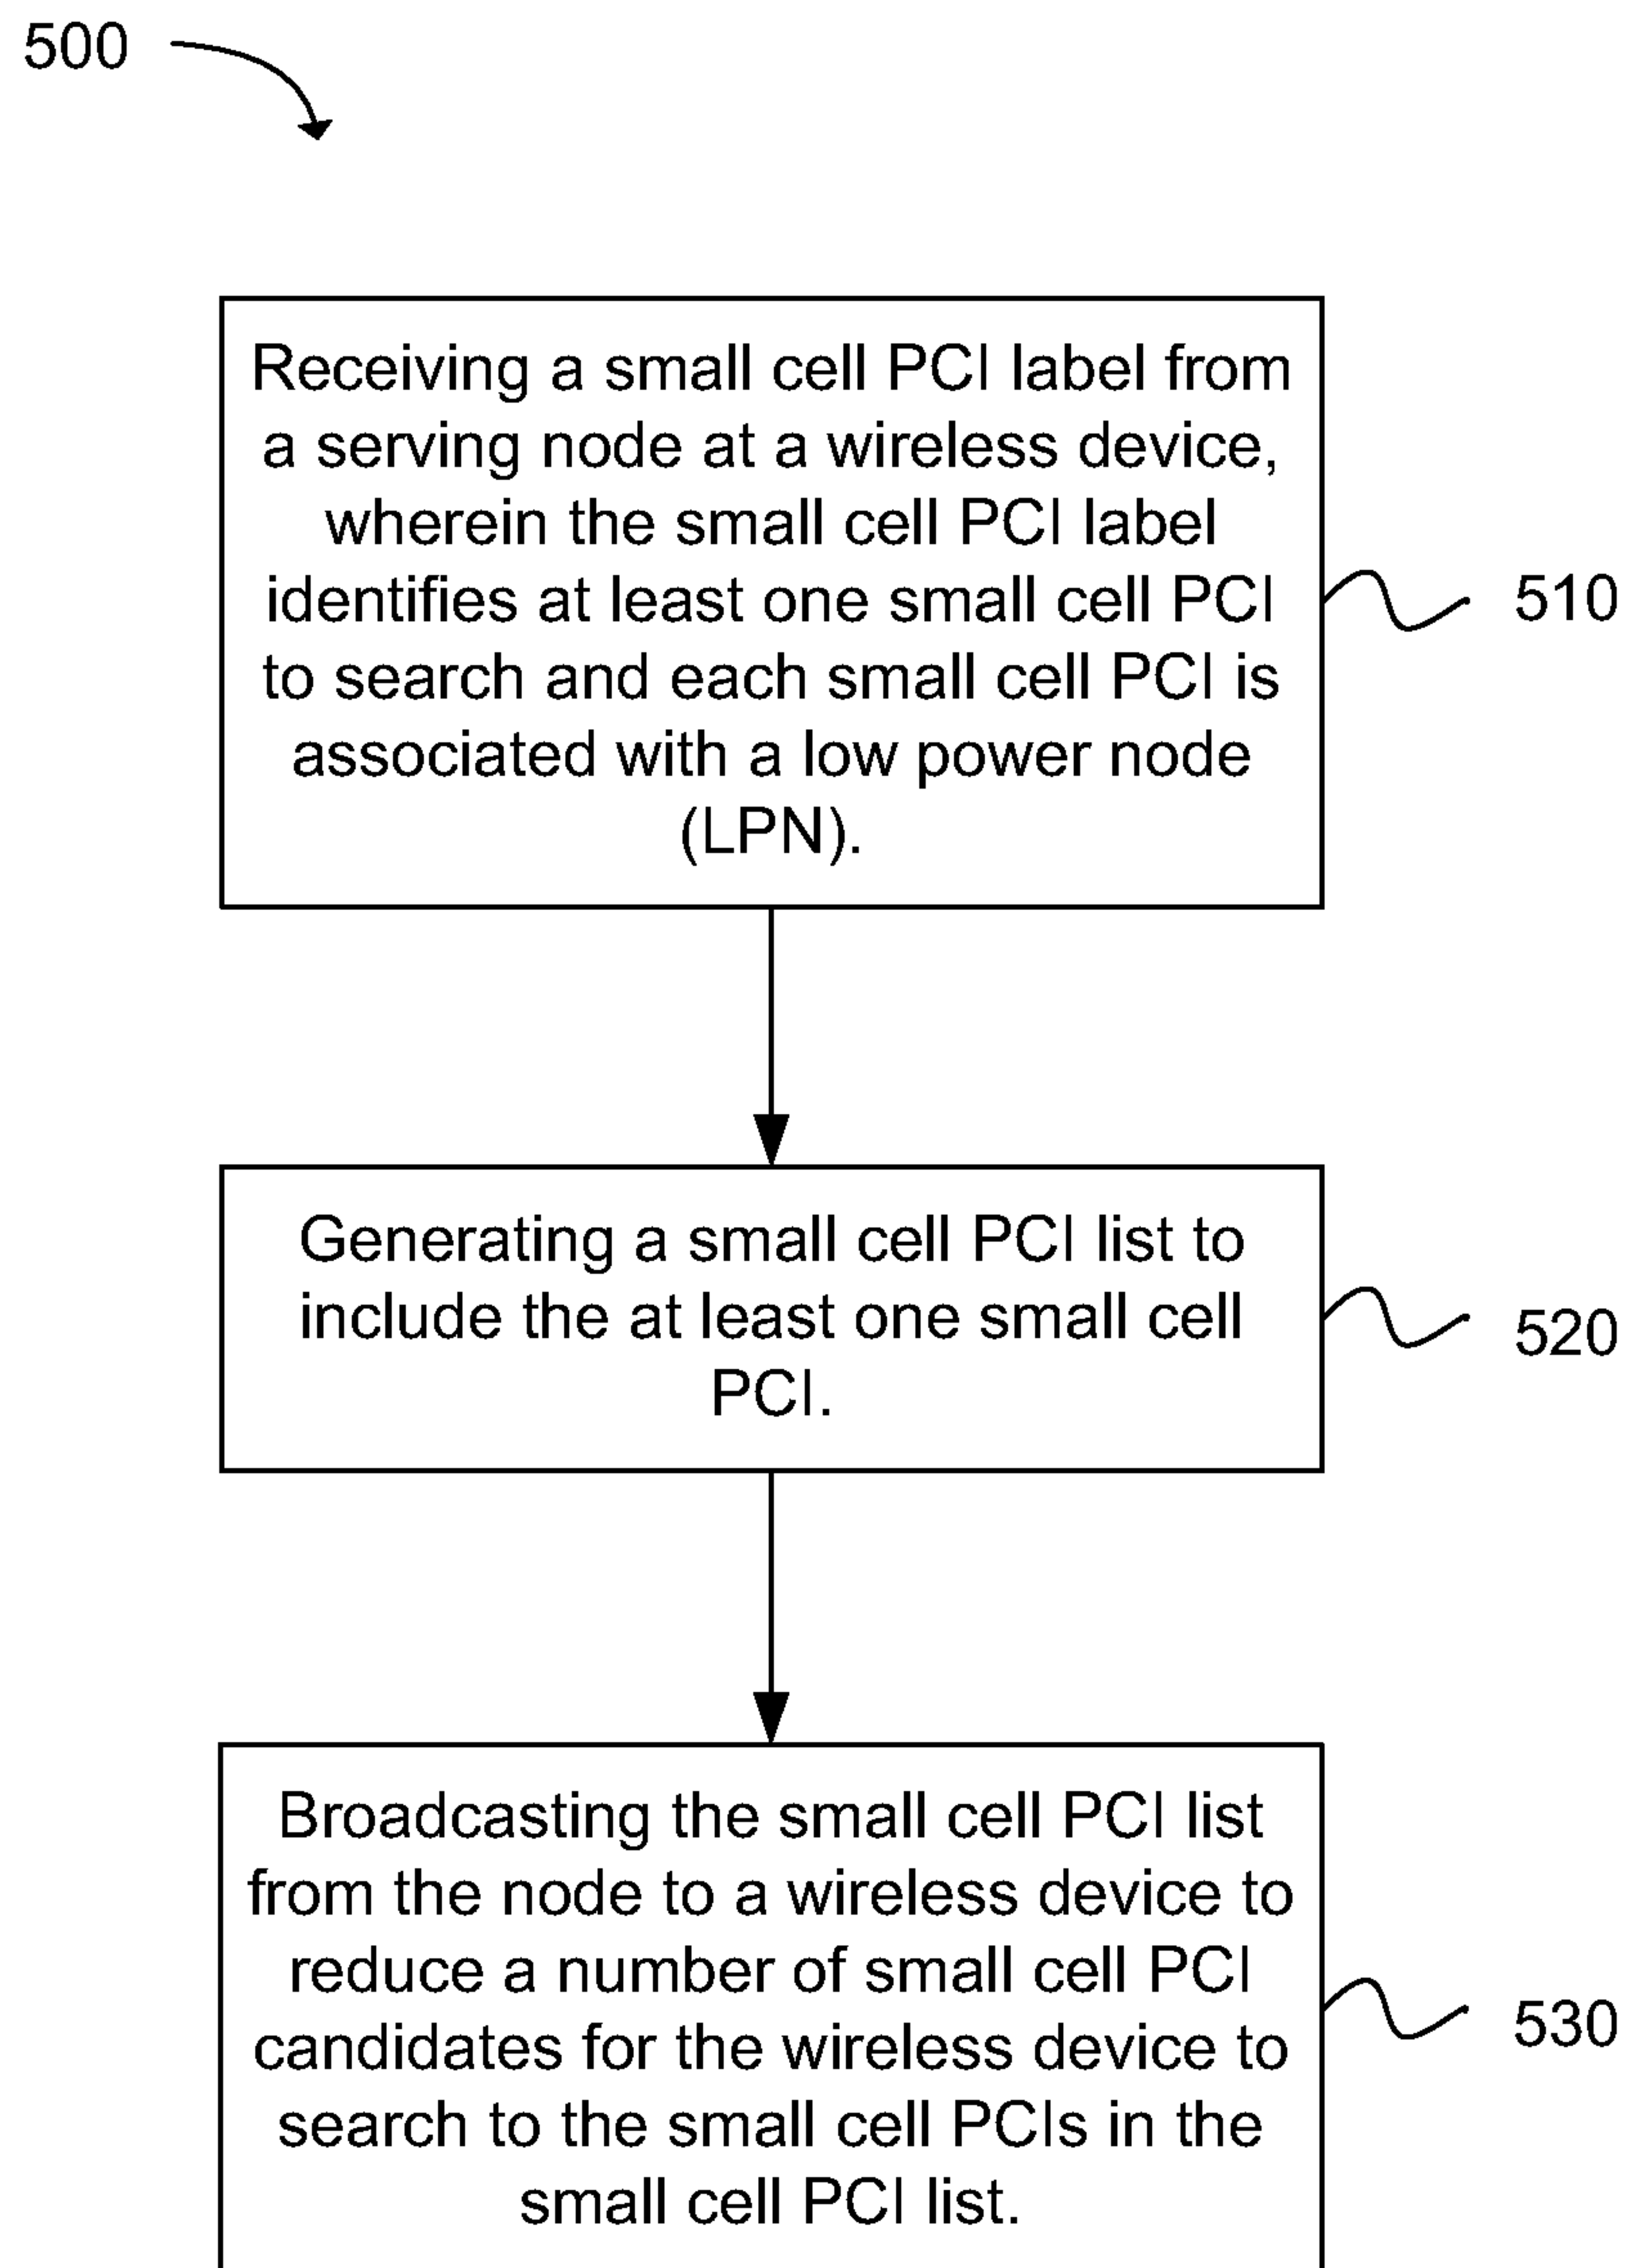 500
Receiving a small cell PCI label from
a serving node at a wireless device,
wherein the small cell PCI label
identifies at least one small cell PCI
to search and each small cell PCI is
associated with a low power node
(LPN).
510
Generating a small cell PCI list to
include the at least one small cell
PCI.
520
Broadcasting the small cell PCI list
from the node to a wireless device to
reduce a number of small cell PCI
candidates for the wireless device to
search to the small cell PCIs in the
small cell PCI list.
530